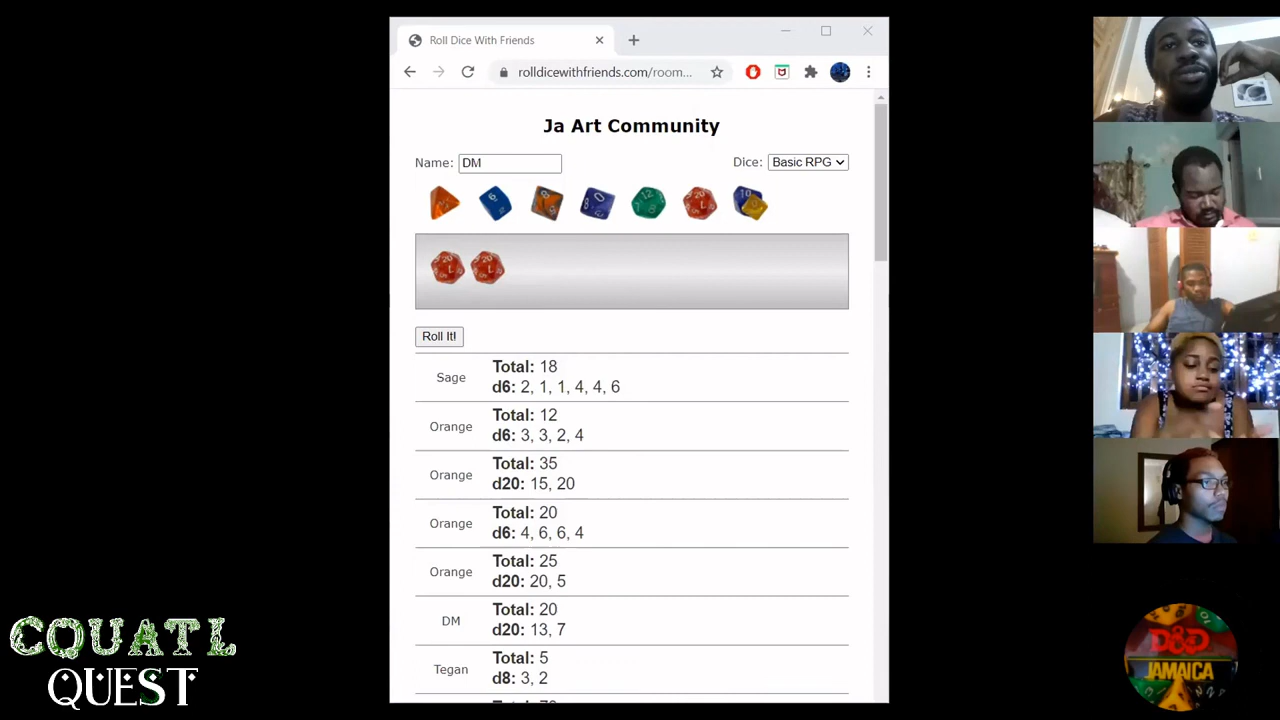 Roll Dice With Friends
rolldicewithfriends.com/room...
Ja Art Community
Name: DM
Dice: Basic RPG
Roll It!
Sage
Total: 18
d6: 2, 1, 1, 4, 4, 6
Orange
Total: 12
d6: 3, 3, 2, 4
Orange
Total: 35
d20: 15, 20
Orange
Total: 20
d6: 4, 6, 6, 4
Orange
Total: 25
d20: 20, 5
DM
Total: 20
d20: 13, 7
Tegan
Total: 5
d8: 3, 2
CQUATL
QUEST
D&D
JAMAICA